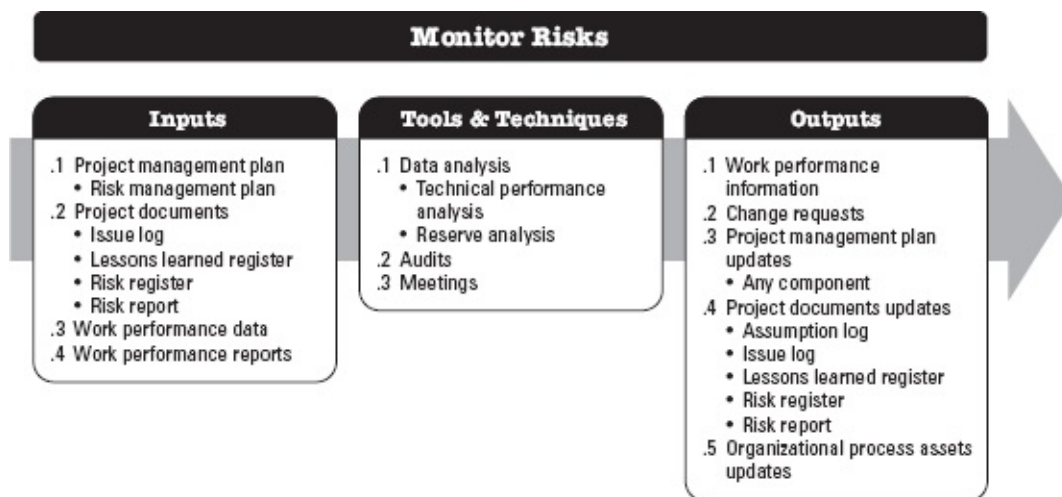 Monitor Risks
Inputs
.1 Project management plan
• Risk management plan
.2 Project documents
• Issue log
• Lessons learned register
• Risk register
• Risk report
.3 Work performance data
.4 Work performance reports
Tools & Techniques
.1 Data analysis
• Technical performance
analysis
• Reserve analysis
.2 Audits
.3 Meetings
Outputs
.1 Work performance
information
.2 Change requests
.3 Project management plan
updates
• Any component
.4 Project documents updates
• Assumption log
• Issue log
• Lessons learned register
• Risk register
• Risk report
.5 Organizational process assets
updates